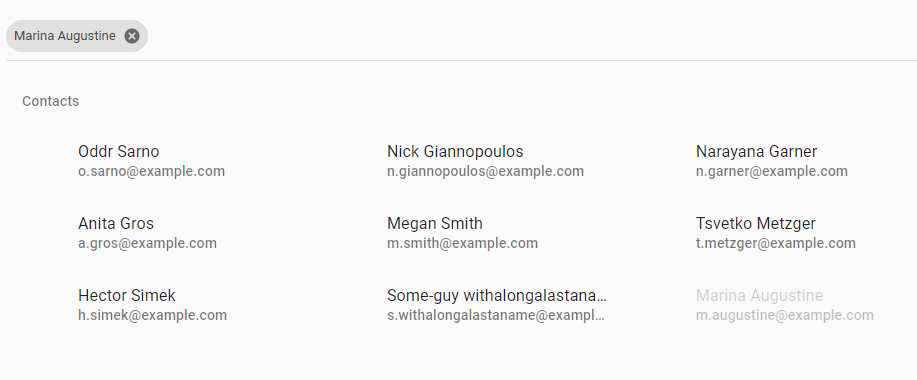 Marina Augustine
Contacts
Oddr Sarno
o.sarno@example.com
Nick Giannopoulos
n.giannopoulos@example.com
Narayana Garner
n.garner@example.com
Anita Gros
a.gros@example.com
Megan Smith
m.smith@example.com
Tsvetko Metzger
t.metzger@example.com
Hector Simek
h.simek@example.com
Some-guy withalongalastana...
s.withalongalastaname@exampl...
Marina Augustine
m.augustine@example.com